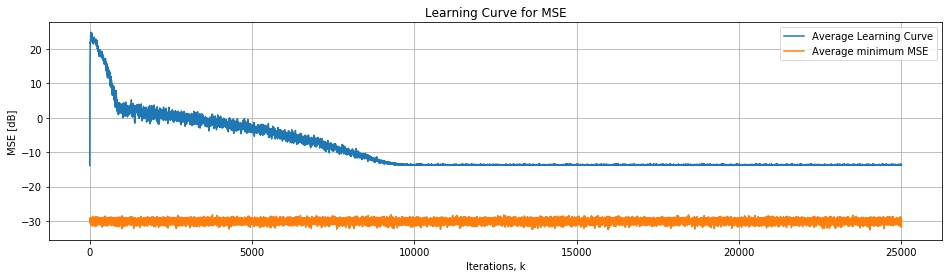 Learning Curve for MSE
Average Learning Curve
Average minimum MSE
MSE [dB]
20
10
0
−10
−20
−30
0
5000
10000
15000
20000
25000
Iterations, k